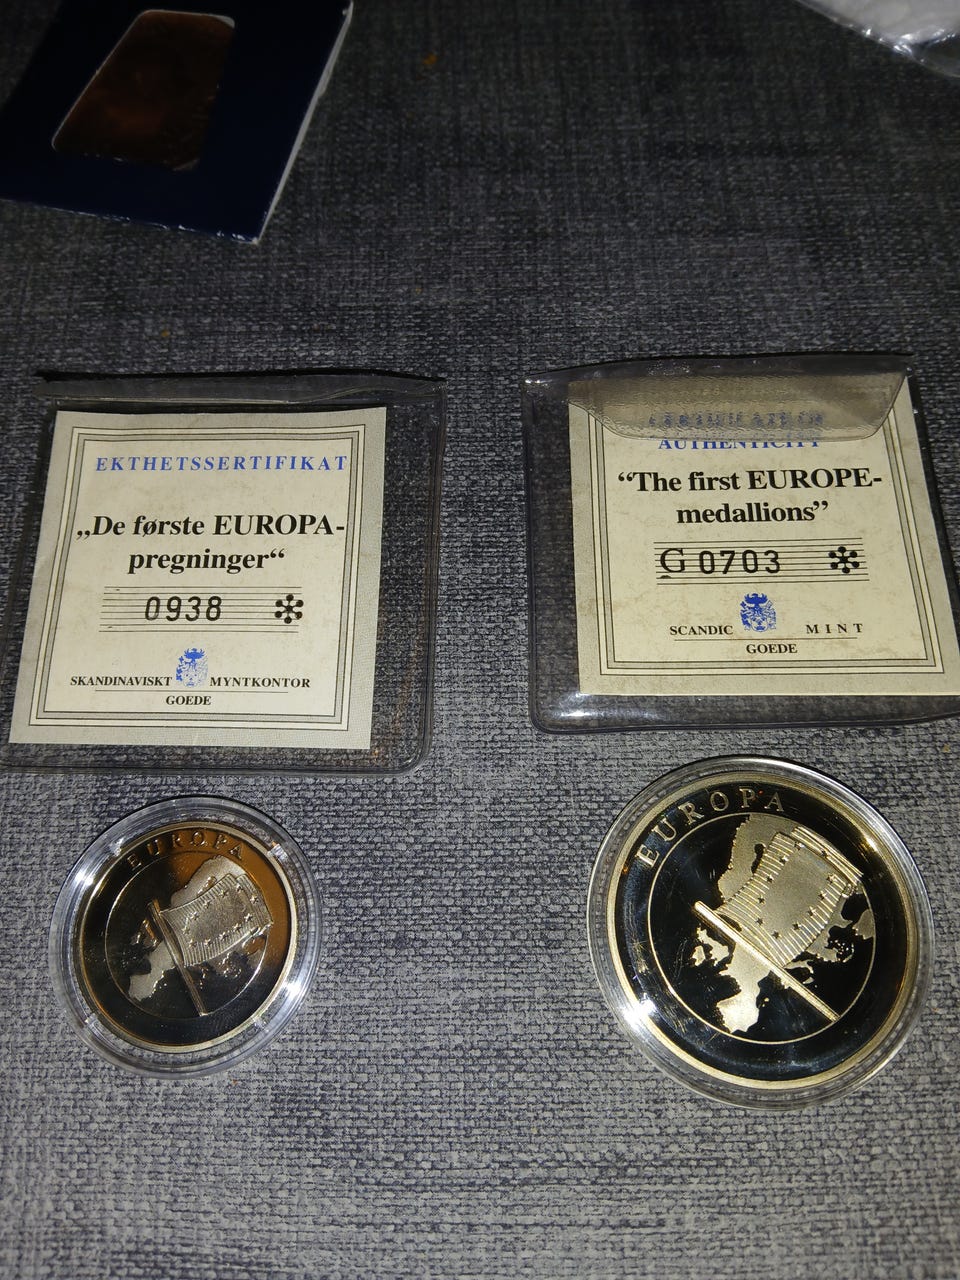 EKTHETSSERTIFIKAT
„De første EUROPA-
pregninger“
0938
SKANDINAVISKT MYNTKONTOR
GOEDE
AUTHENTICITY
“The first EUROPE-
medallions”
G 0703
SCANDIC MINT
GOEDE
EUROPA
EUROPA